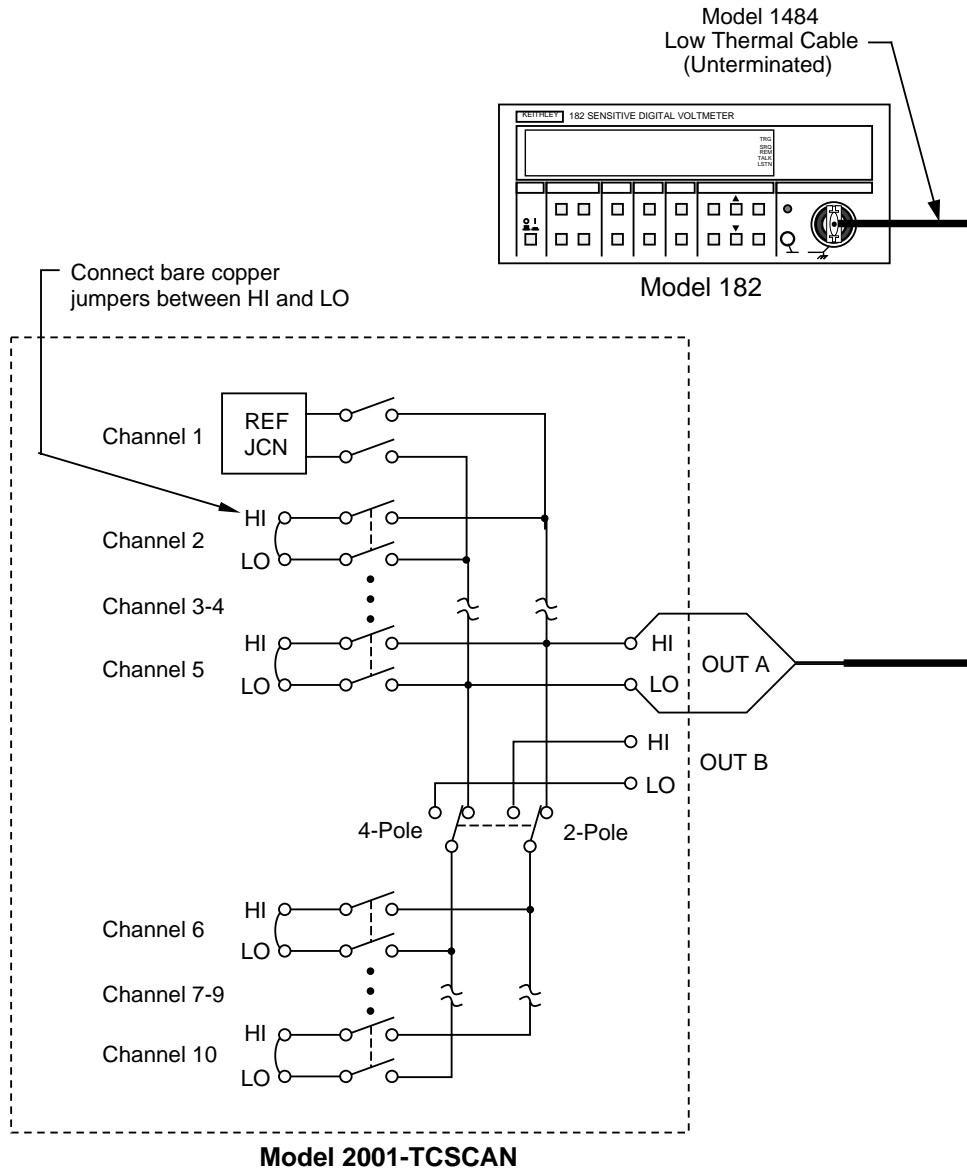 Model 1484
Low Thermal Cable
(Unterminated)
KEITHLEY 182 SENSITIVE DIGITAL VOLTMETER
TRG
SRQ
REM
TALK
LSTN
O I
Model 182
Connect bare copper
jumpers between HI and LO
REF
JCN
Channel 1
HI
Channel 2
LO
Channel 3-4
HI
Channel 5
LO
HI
OUT A
LO
HI
OUT B
LO
4-Pole
2-Pole
HI
Channel 6
LO
Channel 7-9
HI
Channel 10
LO
Model 2001-TCSCAN